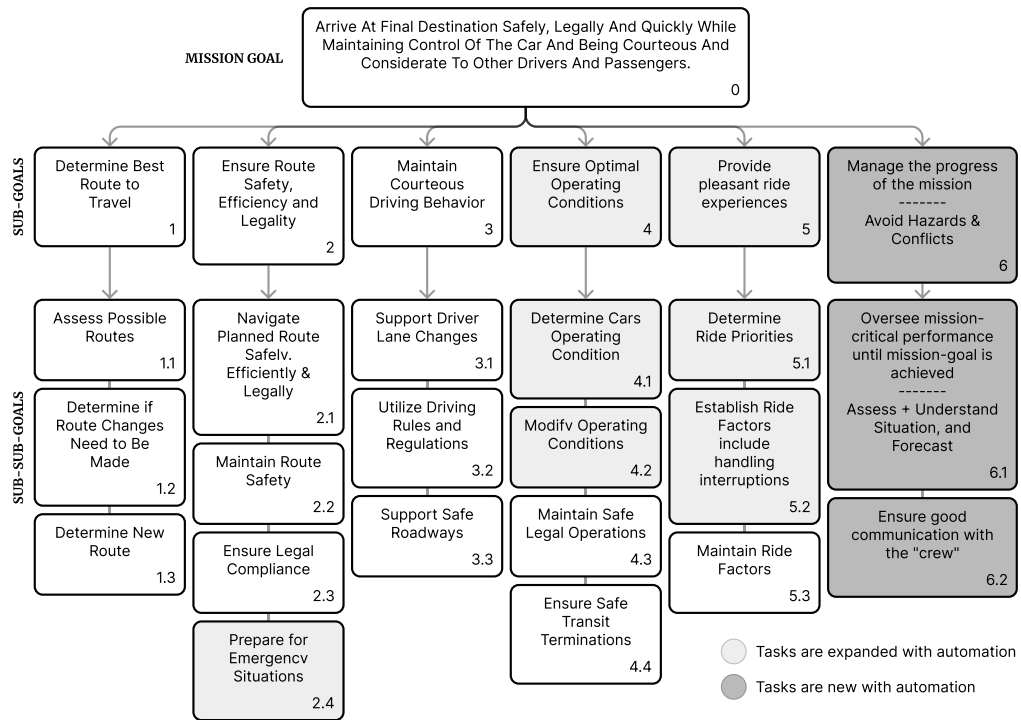 Arrive At Final Destination Safely, Legally And Quickly While
Maintaining Control Of The Car And Being Courteous And
Considerate To Other Drivers And Passengers.
0
MISSION GOAL
SUB-GOALS
Determine Best
Route to
Travel
1
Ensure Route
Safety,
Efficiency and
Legality
2
Maintain
Courteous
Driving Behavior
3
Ensure Optimal
Operating
Conditions
4
Provide
pleasant ride
experiences
5
Manage the progress
of the mission
-------
Avoid Hazards &
Conflicts
6
SUB-SUB-GOALS
Assess Possible
Routes
1.1
Determine if
Route Changes
Need to Be
Made
1.2
Determine New
Route
1.3
Navigate
Planned Route
Safelv.
Efficiently &
Legally
2.1
Maintain Route
Safety
2.2
Ensure Legal
Compliance
2.3
Prepare for
Emergencv
Situations
2.4
Support Driver
Lane Changes
3.1
Utilize Driving
Rules and
Regulations
3.2
Support Safe
Roadways
3.3
Determine Cars
Operating
Condition
4.1
Modifv Operating
Conditions
4.2
Maintain Safe
Legal Operations
4.3
Ensure Safe
Transit
Terminations
4.4
Determine
Ride Priorities
5.1
Establish Ride
Factors
include
handling
interruptions
5.2
Maintain Ride
Factors
5.3
Oversee mission-
critical performance
until mission-goal is
achieved
-------
Assess + Understand
Situation, and
Forecast
6.1
Ensure good
communication with
the "crew"
6.2
Tasks are expanded with automation
Tasks are new with automation